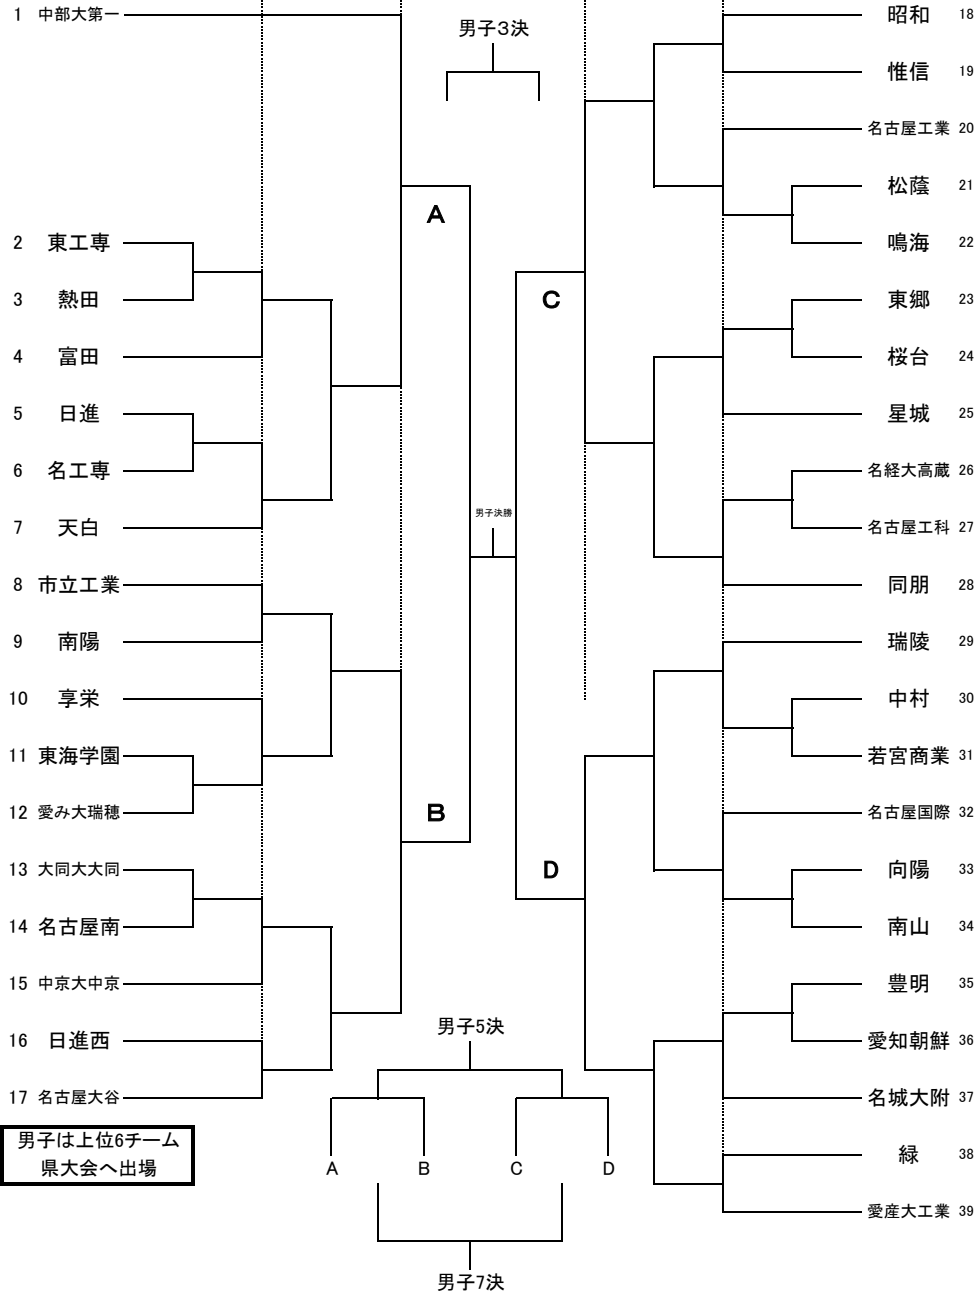 1 中部大第一
2 東工専
3 熱田
4 富田
5 日進
6 名工専
7 天白
8 市立工業
9 南陽
10 享栄
11 東海学園
12 愛み大瑞穂
13 大同大大同
14 名古屋南
15 中京大中京
16 日進西
17 名古屋大谷
男子は上位6チーム
県大会へ出場
男子3決
A
B
男子決勝
C
D
男子5決
A B C D
男子7決
昭和 18
惟信 19
名古屋工業 20
松蔭 21
鳴海 22
東郷 23
桜台 24
星城 25
名経大高蔵 26
名古屋工科 27
同朋 28
瑞陵 29
中村 30
若宮商業 31
名古屋国際 32
向陽 33
南山 34
豊明 35
愛知朝鮮 36
名城大附 37
緑 38
愛産大工業 39